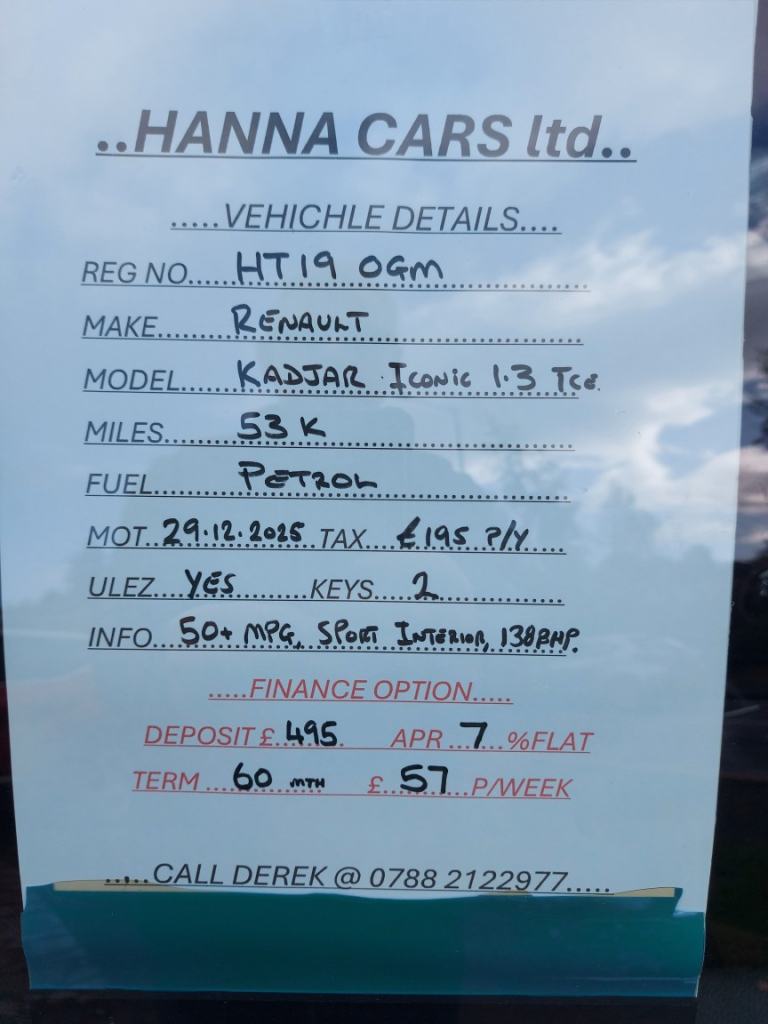 ..HANNA CARS ltd..
.....VEHICHLE DETAILS....
REG NO.....HT19 OGM
MAKE......RENAULT
MODEL......KADJAR ICONIC 1.3 TCE.
MILES......53K
FUEL......PETROL
MOT..29.12.2025 TAX....£195 P/Y.....
ULEZ...YES.........KEYS....2
INFO...50+ MPG, SPORT INTERIOR, 138BHP.
.....FINANCE OPTION.....
DEPOSIT £..495. APR...7...%FLAT
TERM....60 MTH £...57...P/WEEK
.....CALL DEREK @ 0788 2122977.....